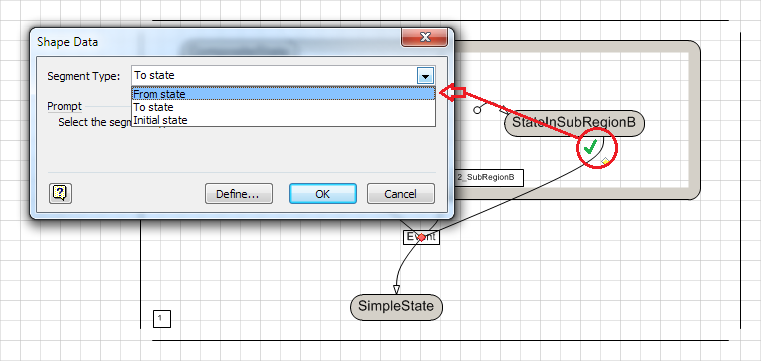 Shape Data
Segment Type:
To state
From state
To state
Initial state
Prompt
Select the seg
?
Define...
OK
Cancel
StateInSubRegionB
2_SubRegionB
Event
SimpleState
1